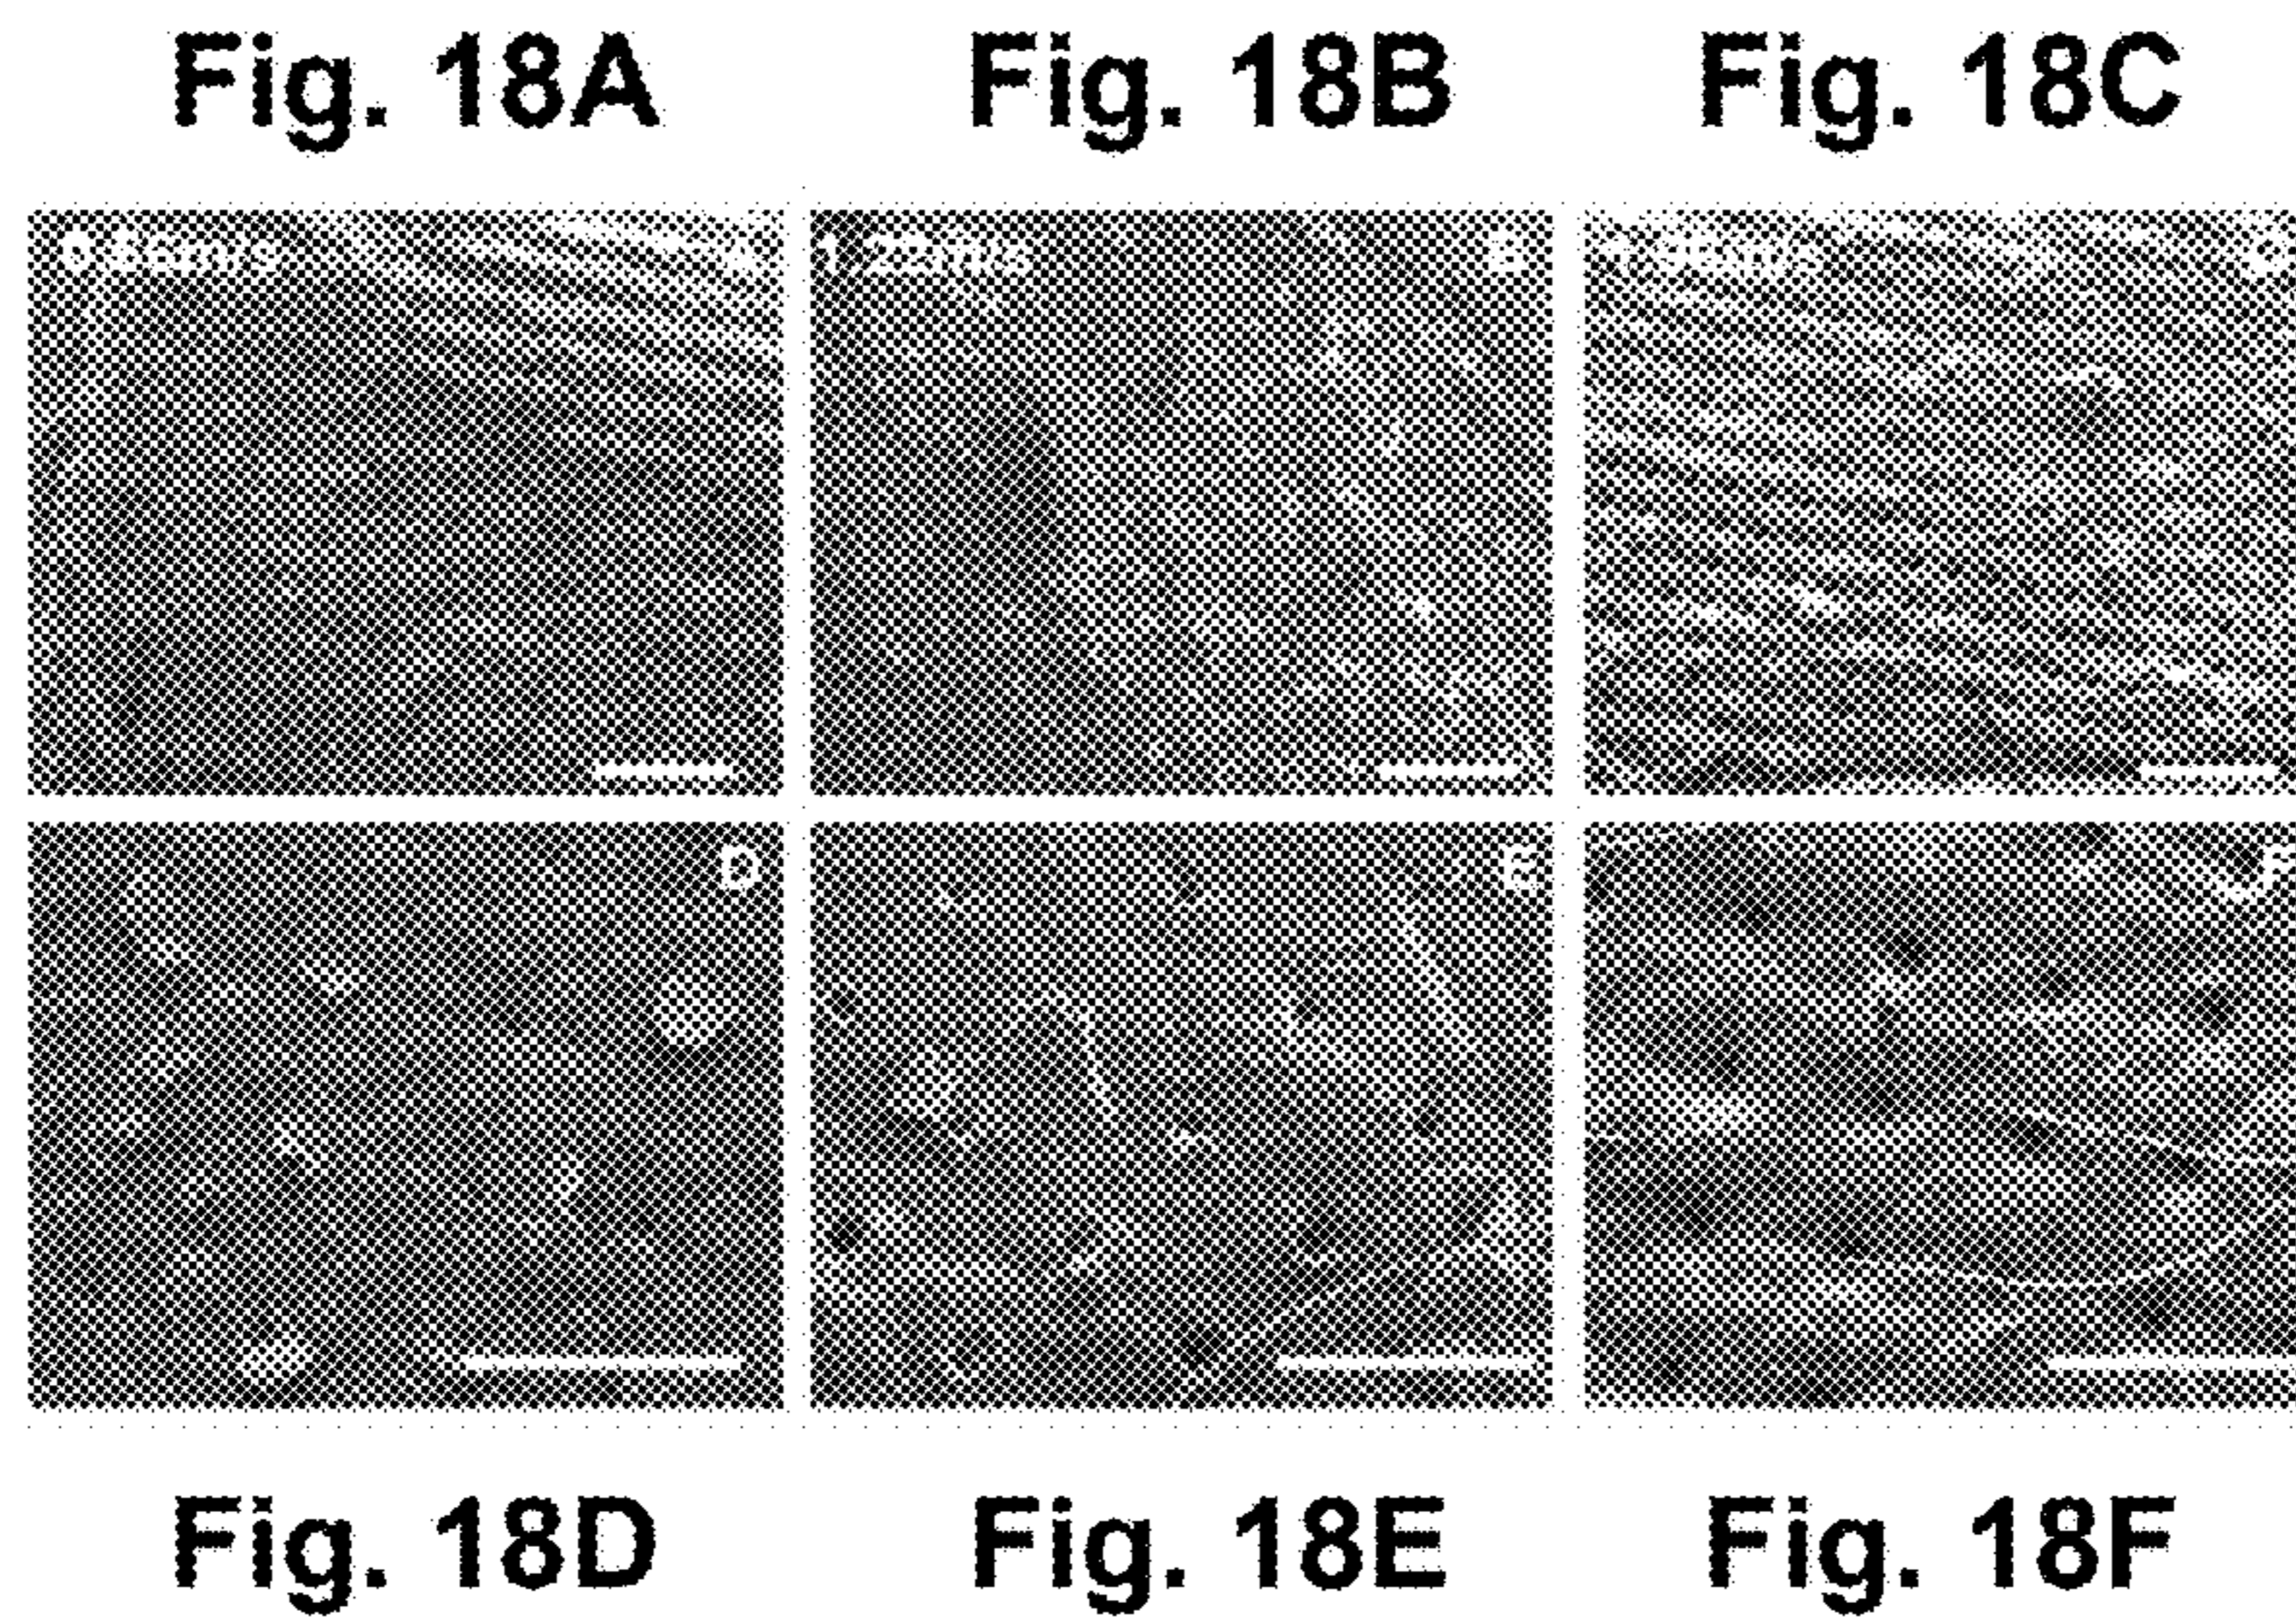 Fig. 18A Fig. 18B Fig. 18C
A
1.22m/s B
C
D E F
Fig. 18D Fig. 18E Fig. 18F